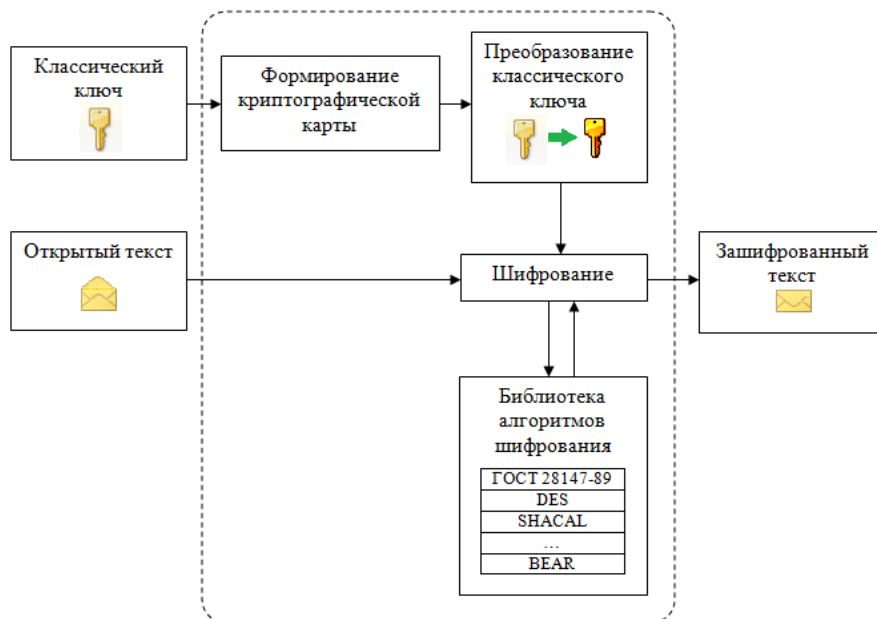 Классический
ключ
Формирование
криптографической
карты
Преобразование
классического
ключа
Открытый текст
Шифрование
Зашифрованный
текст
Библиотека
алгоритмов
шифрования
ГОСТ 28147-89
DES
SHACAL
...
BEAR